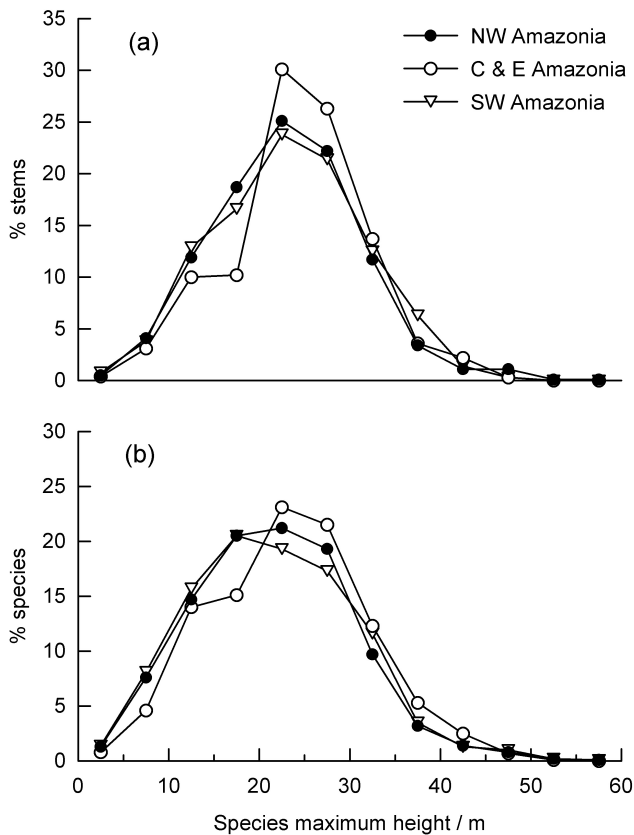 35
30
25
20
15
10
5
0
% stems
(a)
NW Amazonia
C & E Amazonia
SW Amazonia
30
25
20
15
10
5
0
% species
(b)
0 10 20 30 40 50 60
Species maximum height / m